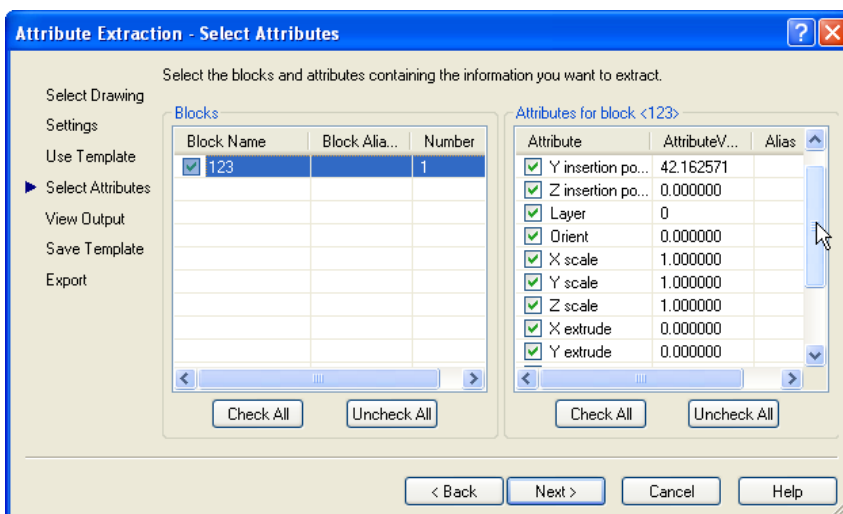 Attribute Extraction - Select Attributes
Select the blocks and attributes containing the information you want to extract.
Select Drawing
Settings
Use Template
Select Attributes
View Output
Save Template
Export
Blocks
Block Name Block Alia... Number
123 1
Check All Uncheck All
Attributes for block <123>
Attribute AttributeV... Alias
Y insertion po... 42.162571
Z insertion po... 0.000000
Layer 0
Orient 0.000000
X scale 1.000000
Y scale 1.000000
Z scale 1.000000
X extrude 0.000000
Y extrude 0.000000
Check All Uncheck All
< Back Next > Cancel Help